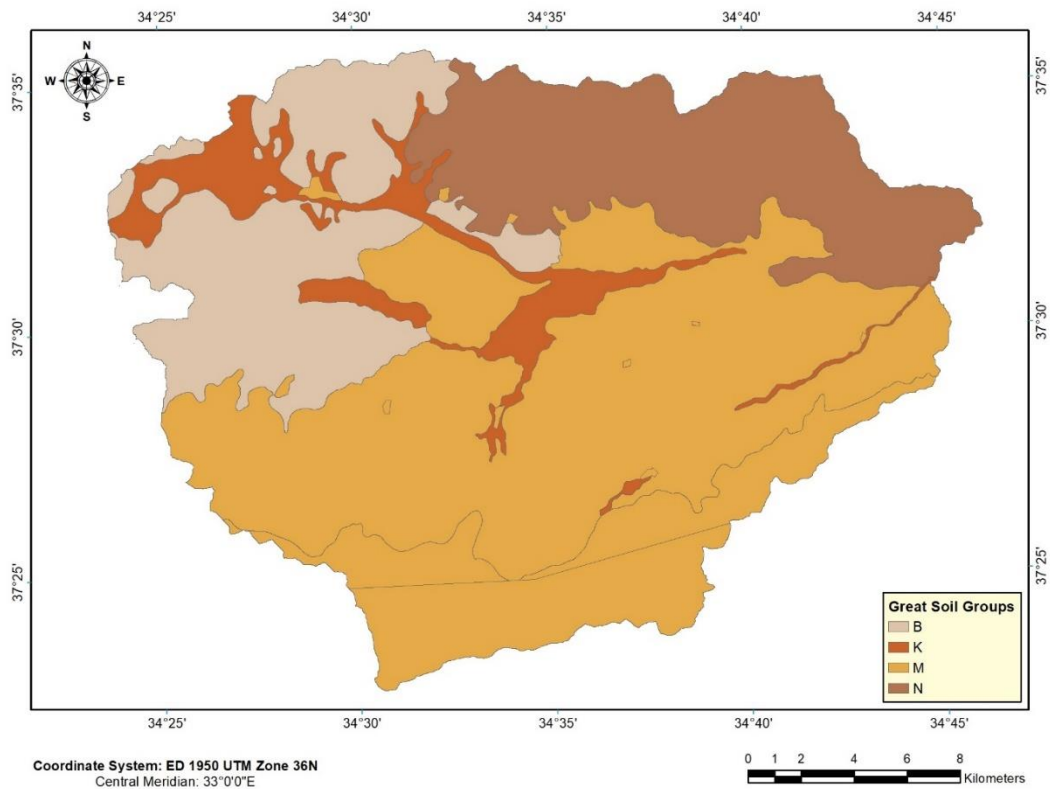 34°25' 34°30' 34°35' 34°40' 34°45'
N
W E
S
37°35' 37°35'
37°30' 37°30'
37°25' 37°25'
Great Soil Groups
B
K
M
N
34°25' 34°30' 34°35' 34°40' 34°45'
Coordinate System: ED 1950 UTM Zone 36N
Central Meridian: 33°0'0"E
0 1 2 4 6 8
Kilometers